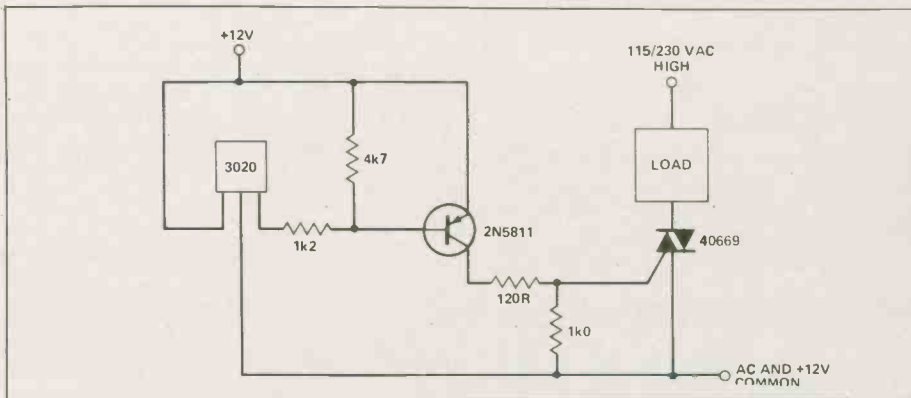 +12V
115/230 VAC
HIGH
3020
4k7
LOAD
1k2
2N5811
40669
120R
1k0
AC AND +12V
COMMON